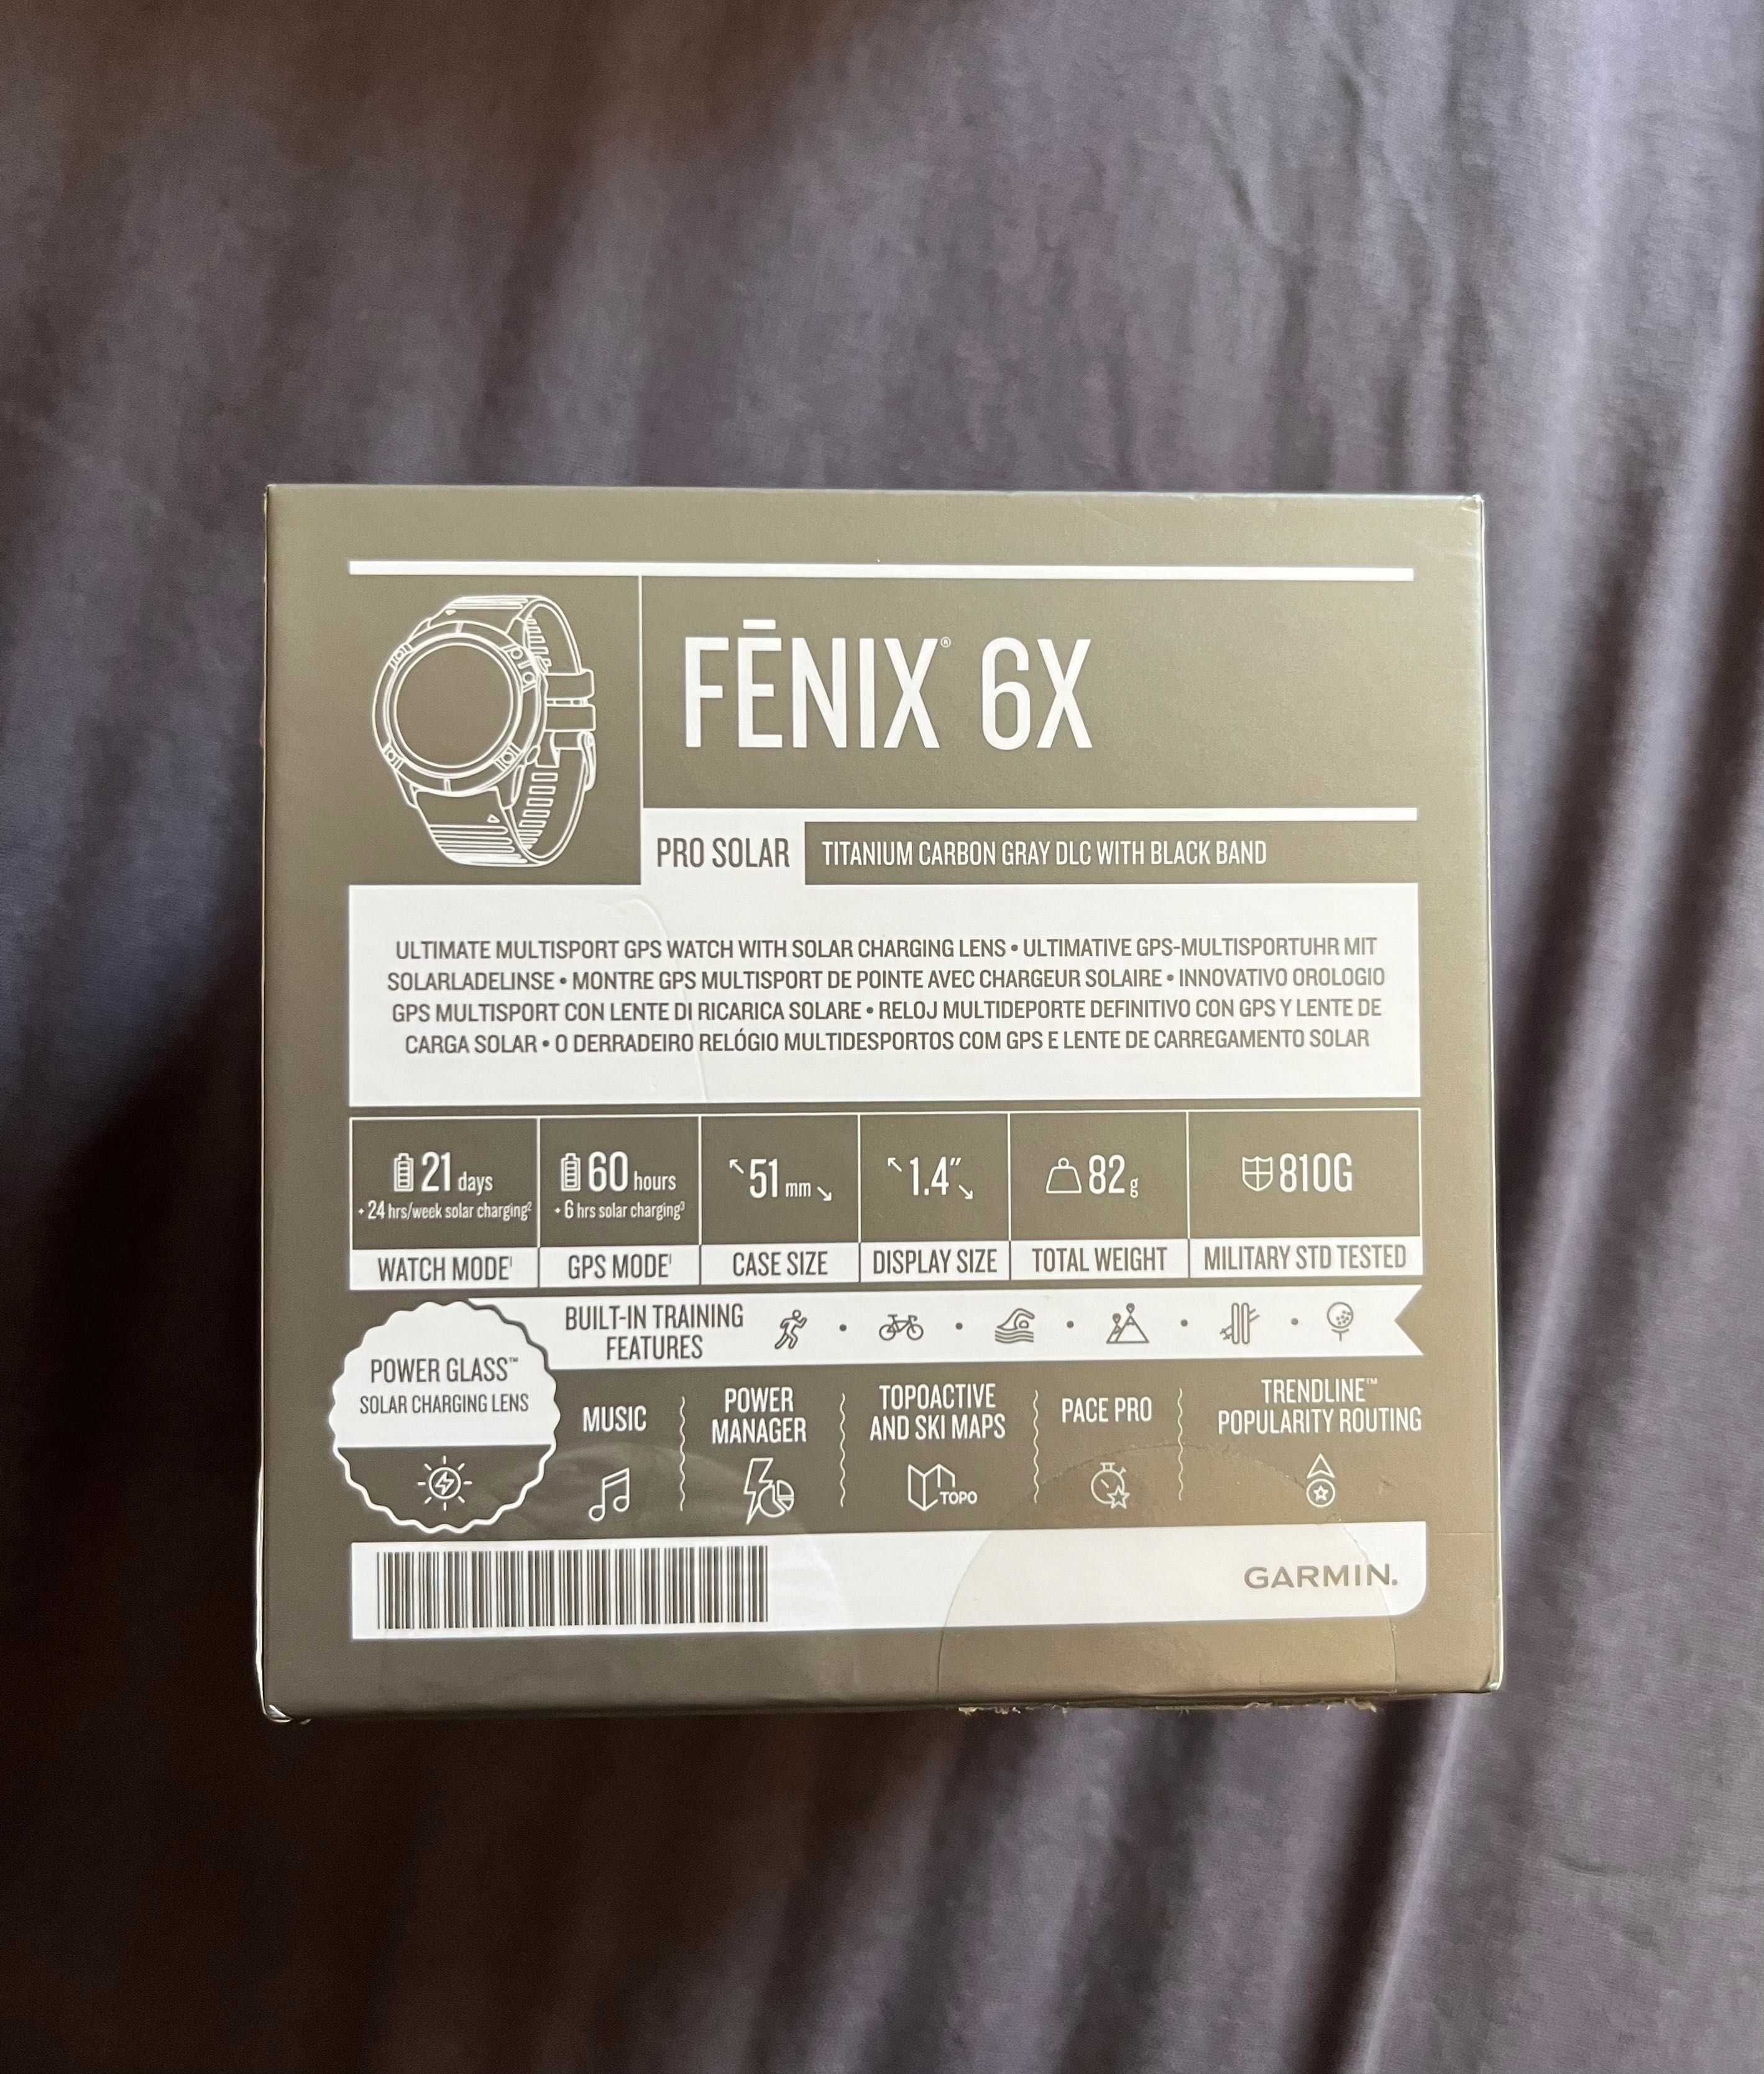 FĒNIX® 6X
PRO SOLAR
TITANIUM CARBON GRAY DLC WITH BLACK BAND
ULTIMATE MULTISPORT GPS WATCH WITH SOLAR CHARGING LENS • ULTIMATIVE GPS-MULTISPORTUHR MIT
SOLARLADELINSE • MONTRE GPS MULTISPORT DE POINTE AVEC CHARGEUR SOLAIRE • INNOVATIVO OROLOGIO
GPS MULTISPORT CON LENTE DI RICARICA SOLARE • RELOJ MULTIDEPORTE DEFINITIVO CON GPS Y LENTE DE
CARGA SOLAR • O DERRADEIRO RELÓGIO MULTIDESPORTOS COM GPS E LENTE DE CARREGAMENTO SOLAR
21 days
+ 24 hrs/week solar charging²
WATCH MODE¹
60 hours
+ 6 hrs solar charging³
GPS MODE¹
51 mm
CASE SIZE
1.4″
DISPLAY SIZE
82 g
TOTAL WEIGHT
810G
MILITARY STD TESTED
BUILT-IN TRAINING
FEATURES
POWER GLASS™
SOLAR CHARGING LENS
MUSIC
POWER
MANAGER
TOPOACTIVE
AND SKI MAPS
TOPO
PACE PRO
TRENDLINE™
POPULARITY ROUTING
GARMIN.